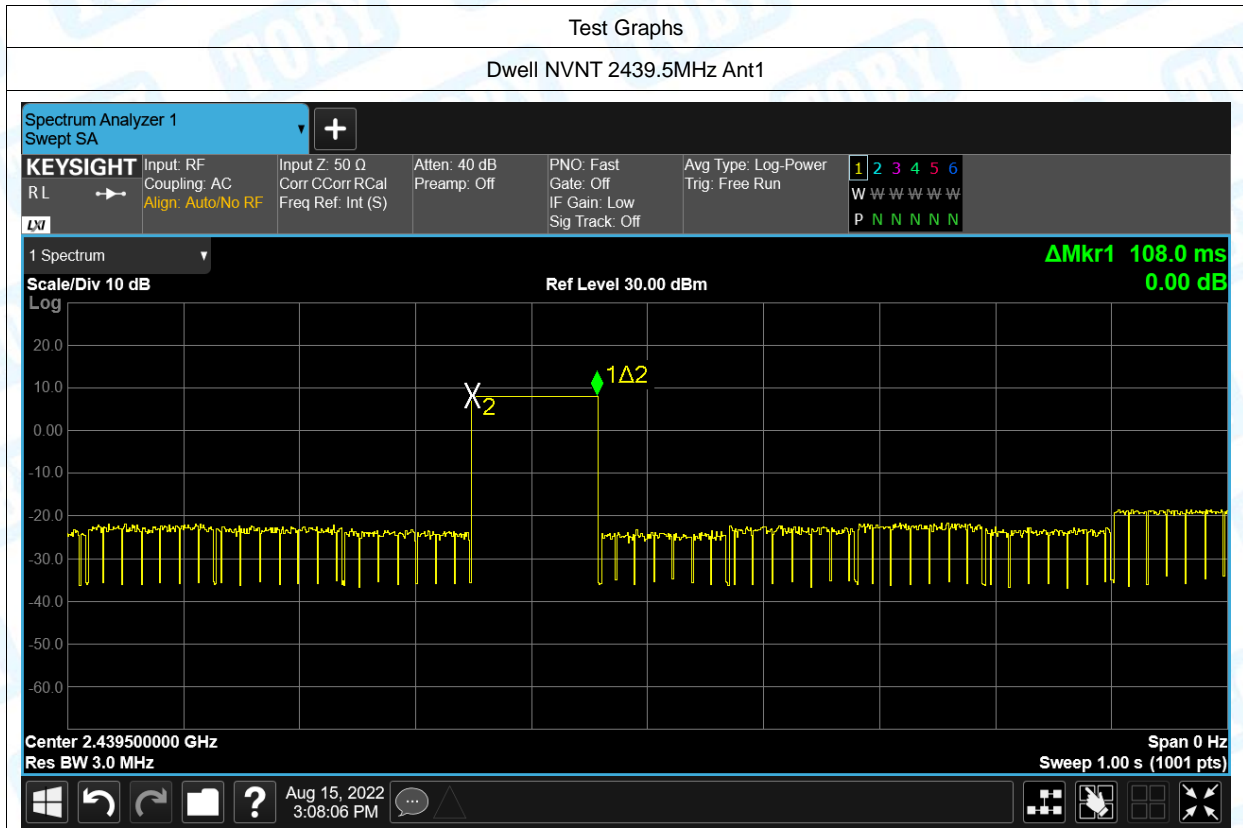 Test Graphs
Dwell NVNT 2439.5MHz Ant1
Spectrum Analyzer 1
Swept SA
+
KEYSIGHT
R L
LXI
Input: RF
Coupling: AC
Align: Auto/No RF
Input Z: 50 Ω
Corr CCorr RCal
Freq Ref: Int (S)
Atten: 40 dB
Preamp: Off
PNO: Fast
Gate: Off
IF Gain: Low
Sig Track: Off
Avg Type: Log-Power
Trig: Free Run
1 2 3 4 5 6
W W W W W W
P N N N N N
1 Spectrum
ΔMkr1 108.0 ms
0.00 dB
Scale/Div 10 dB
Ref Level 30.00 dBm
Log
20.0
10.0
0.00
-10.0
-20.0
-30.0
-40.0
-50.0
-60.0
1Δ2
X2
Center 2.439500000 GHz
Span 0 Hz
Res BW 3.0 MHz
Sweep 1.00 s (1001 pts)
?
Aug 15, 2022
3:08:06 PM
TOBY